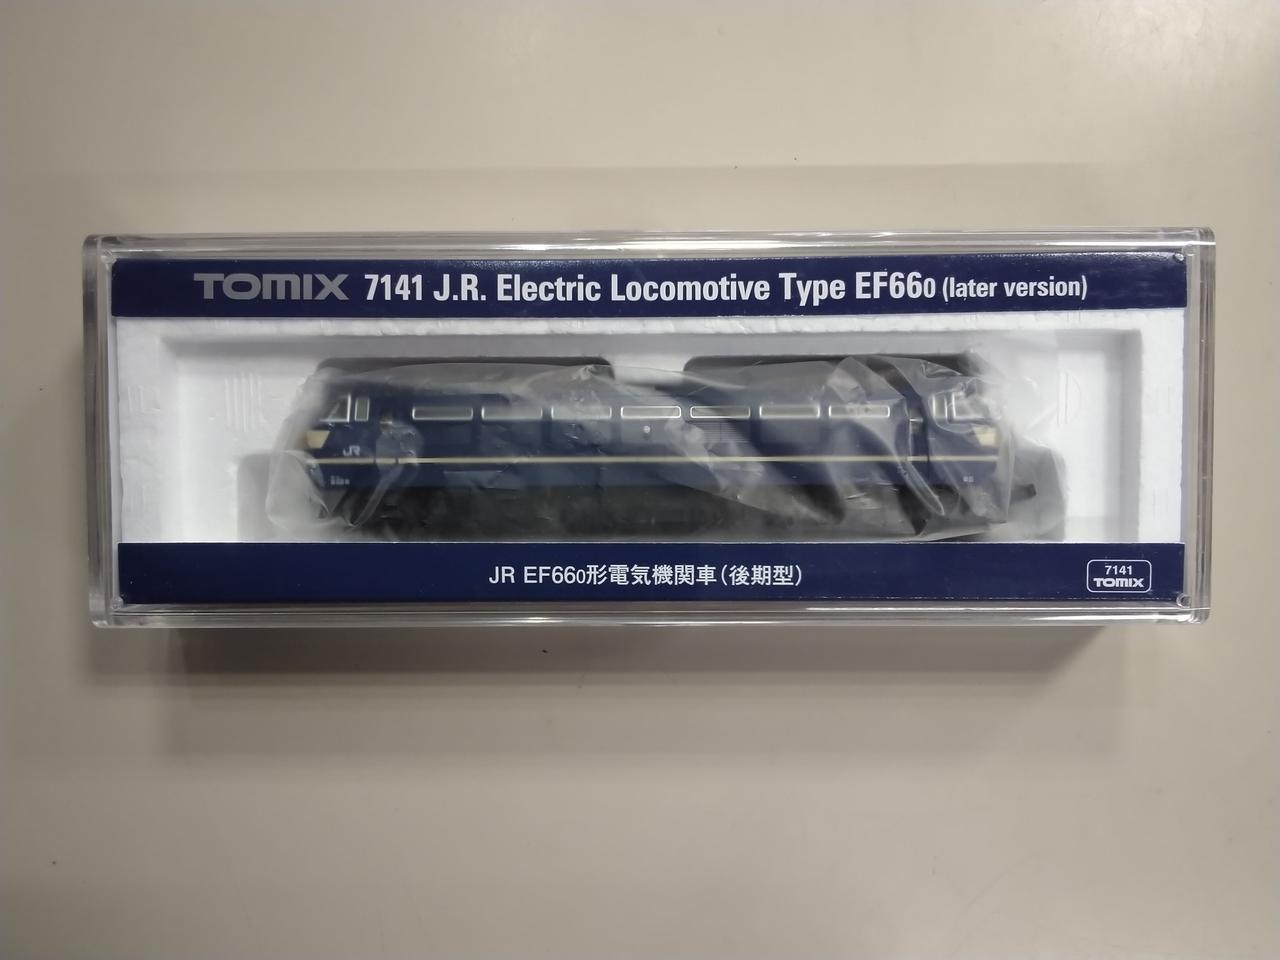 TOMIX 7141 J.R. Electric Locomotive Type EF660 (later version)
JR
JR EF660形電気機関車(後期型)
7141
TOMIX